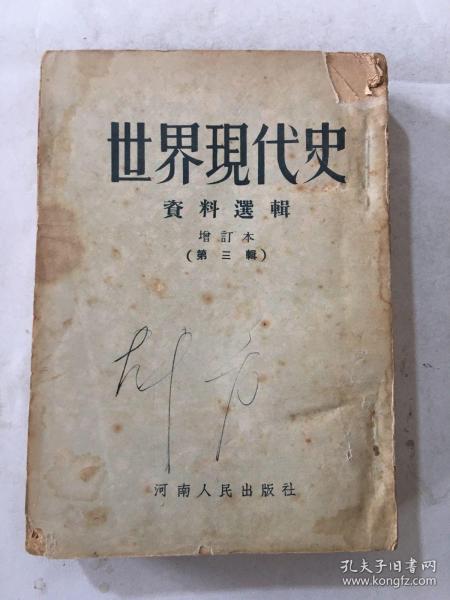 世界現代史
資料選輯
增訂本
(第三輯)
河南人民出版社
孔夫子旧书网
www.kongfz.com